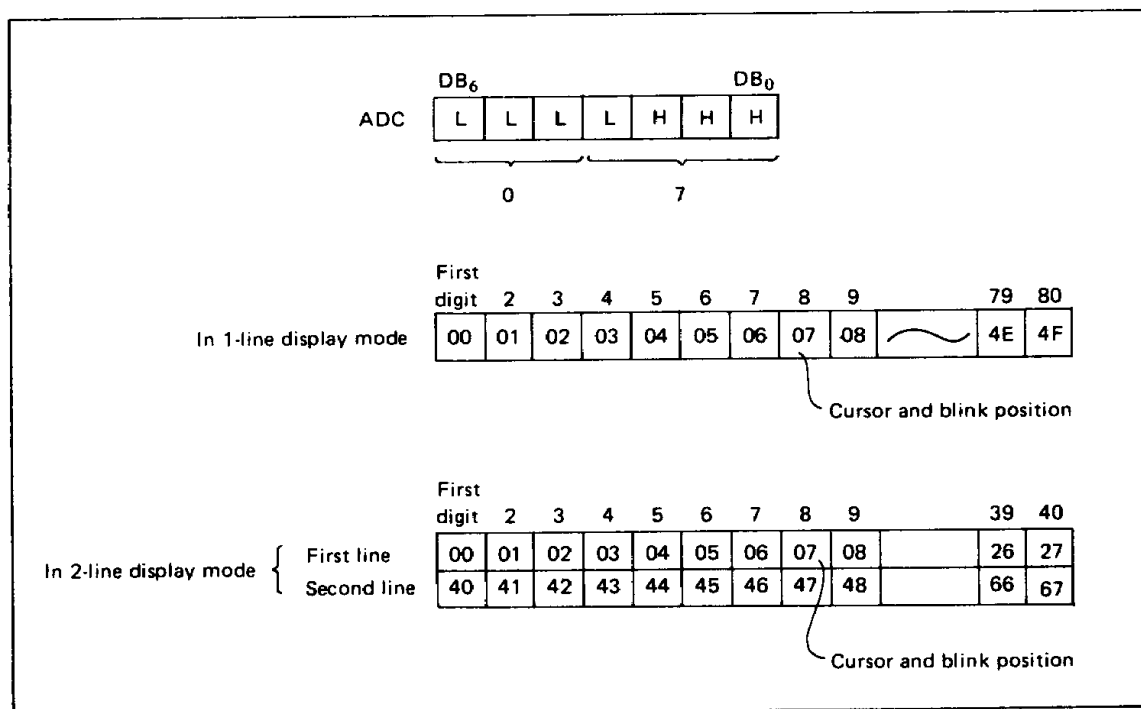 DB6 DB0
ADC L L L L H H H
0 7
First
digit 2 3 4 5 6 7 8 9 79 80
In 1-line display mode 00 01 02 03 04 05 06 07 08 4E 4F
Cursor and blink position
First
digit 2 3 4 5 6 7 8 9 39 40
In 2-line display mode { First line 00 01 02 03 04 05 06 07 08 26 27
Second line 40 41 42 43 44 45 46 47 48 66 67
Cursor and blink position